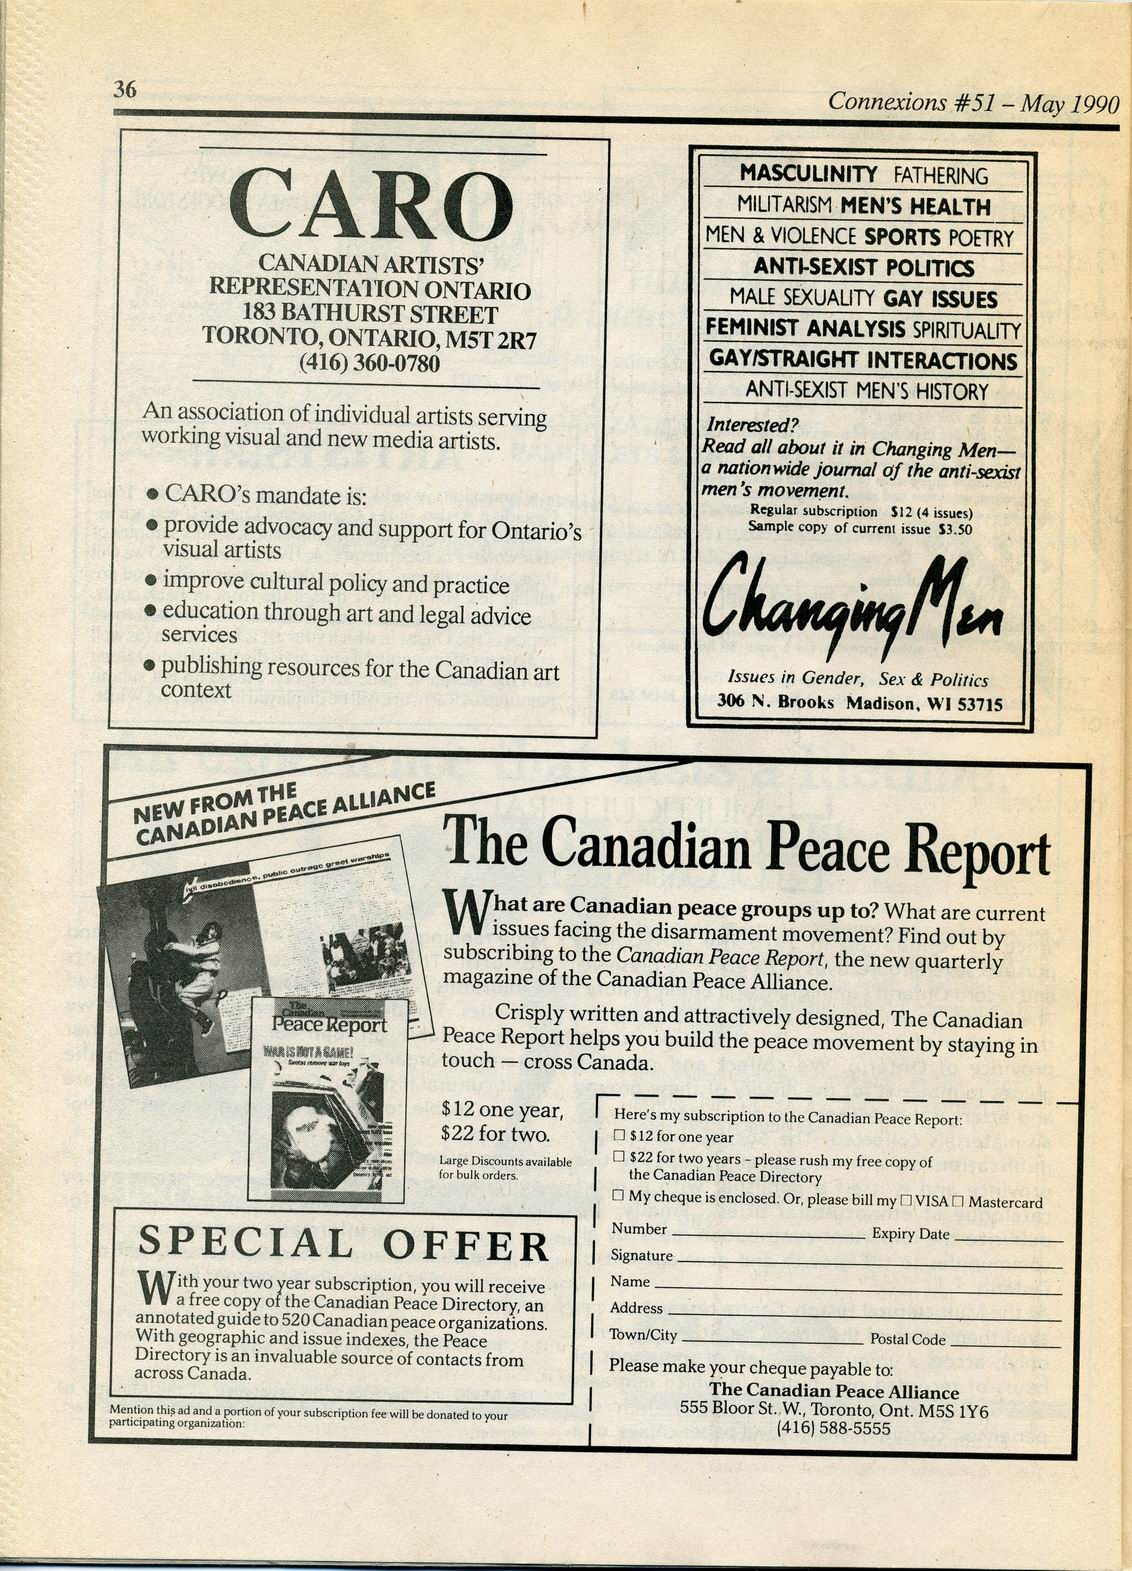 36
Connexions #51 – May 1990
CARO
CANADIAN ARTISTS'
REPRESENTATION ONTARIO
183 BATHURST STREET
TORONTO, ONTARIO, M5T 2R7
(416) 360-0780
An association of individual artists serving
working visual and new media artists.
● CARO's mandate is:
● provide advocacy and support for Ontario's
visual artists
● improve cultural policy and practice
● education through art and legal advice
services
● publishing resources for the Canadian art
context
MASCULINITY FATHERING
MILITARISM MEN'S HEALTH
MEN & VIOLENCE SPORTS POETRY
ANTI-SEXIST POLITICS
MALE SEXUALITY GAY ISSUES
FEMINIST ANALYSIS SPIRITUALITY
GAY/STRAIGHT INTERACTIONS
ANTI-SEXIST MEN'S HISTORY
Interested?
Read all about it in Changing Men—
a nationwide journal of the anti-sexist
men's movement.
Regular subscription $12 (4 issues)
Sample copy of current issue $3.50
Changing Men
Issues in Gender, Sex & Politics
306 N. Brooks Madison, WI 53715
NEW FROM THE
CANADIAN PEACE ALLIANCE
civil disobedience, public outrage greet warships
The
Canadian
Peace Report
WAR IS NOT A GAME!
Santas remove war toys
The Canadian Peace Report
What are Canadian peace groups up to? What are current
issues facing the disarmament movement? Find out by
subscribing to the Canadian Peace Report, the new quarterly
magazine of the Canadian Peace Alliance.
Crisply written and attractively designed, The Canadian
Peace Report helps you build the peace movement by staying in
touch — cross Canada.
$12 one year,
$22 for two.
Large Discounts available
for bulk orders.
SPECIAL OFFER
With your two year subscription, you will receive
a free copy of the Canadian Peace Directory, an
annotated guide to 520 Canadian peace organizations.
With geographic and issue indexes, the Peace
Directory is an invaluable source of contacts from
across Canada.
Mention this ad and a portion of your subscription fee will be donated to your
participating organization:
Here's my subscription to the Canadian Peace Report:
☐ $12 for one year
☐ $22 for two years – please rush my free copy of
the Canadian Peace Directory
☐ My cheque is enclosed. Or, please bill my ☐ VISA ☐ Mastercard
Number Expiry Date
Signature
Name
Address
Town/City Postal Code
Please make your cheque payable to:
The Canadian Peace Alliance
555 Bloor St. W., Toronto, Ont. M5S 1Y6
(416) 588-5555